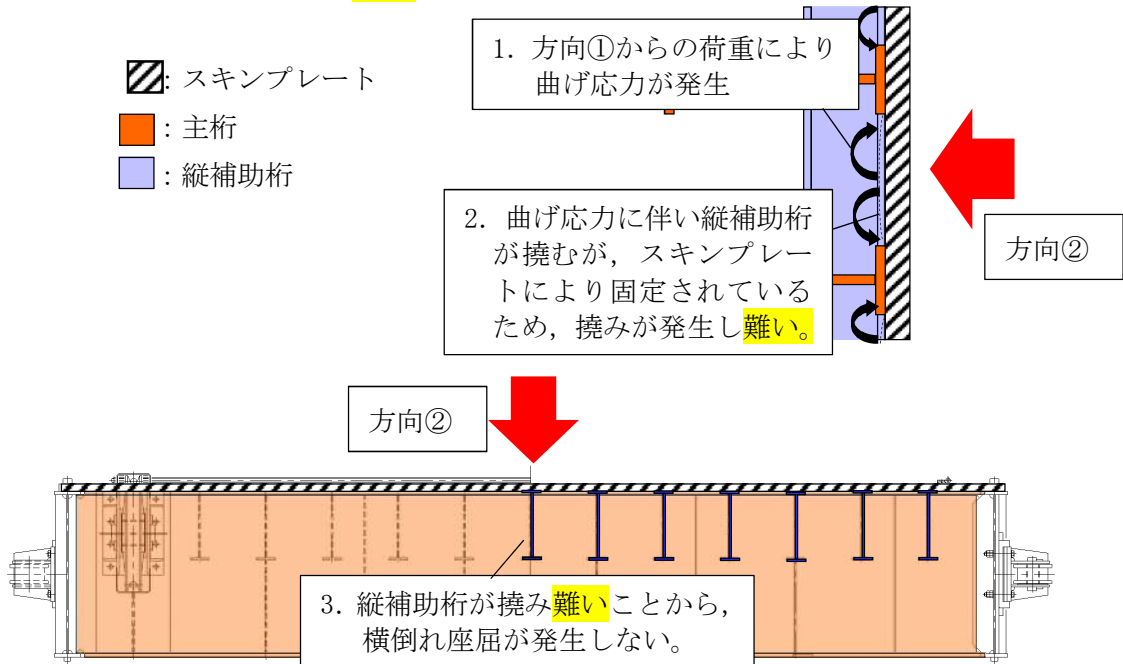 1. 方向①からの荷重により
曲げ応力が発生
: スキンプレート
: 主桁
: 縦補助桁
2. 曲げ応力に伴い縦補助桁
が撓むが，スキンプレー
トにより固定されている
ため，撓みが発生し難い。
方向②
方向②
3. 縦補助桁が撓み難いことから，
横倒れ座屈が発生しない。